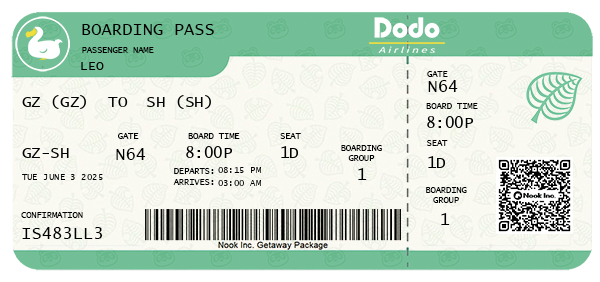 BOARDING PASS
PASSENGER NAME
LEO
Dodo
Airlines
GZ (GZ) TO SH (SH)
GZ-SH
TUE JUNE 3 2025
GATE
N64
BOARD TIME
8:00P
DEPARTS: 08:15 PM
ARRIVES: 03:00 AM
SEAT
1D
BOARDING
GROUP
1
CONFIRMATION
IS483LL3
Nook Inc. Getaway Package
GATE
N64
BOARD TIME
8:00P
SEAT
1D
BOARDING
GROUP
1
Nook Inc.